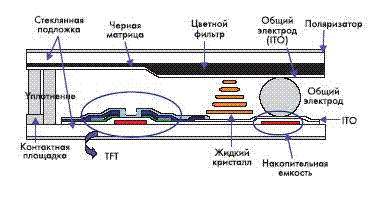 Стеклянная
подложка
Черная
матрица
Цветной
фильтр
Общий
электрод (ITO)
Поляризатор
Уплотнение
Общий
электрод
ITO
Контактная
площадка
TFT
Жидкий
кристалл
Накопительная
емкость